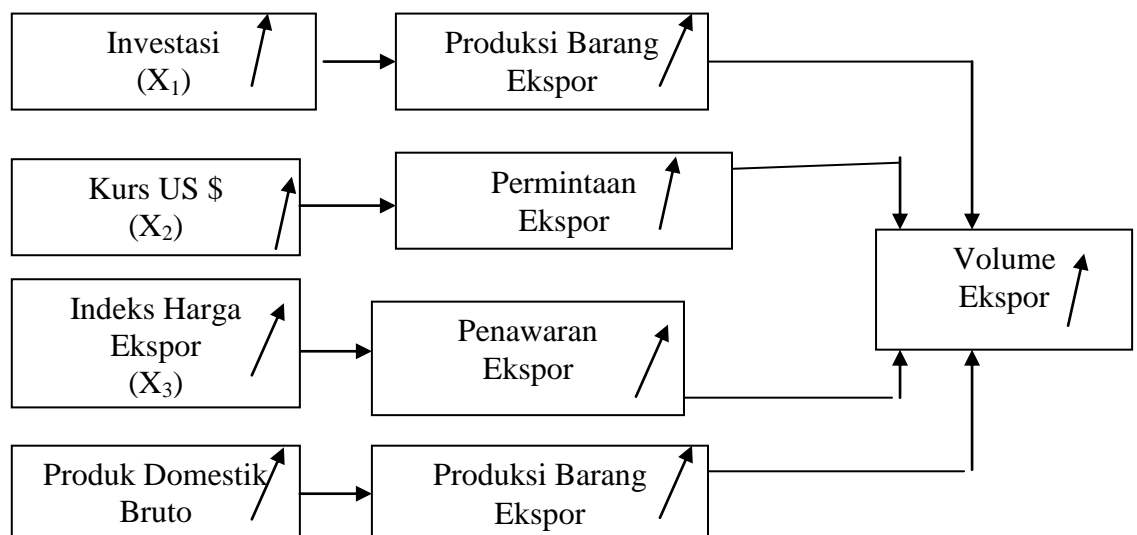 Investasi
(X₁)
Produksi Barang
Ekspor
Kurs US $
(X₂)
Permintaan
Ekspor
Volume
Ekspor
Indeks Harga
Ekspor
(X₃)
Penawaran
Ekspor
Produk Domestik
Bruto
Produksi Barang
Ekspor